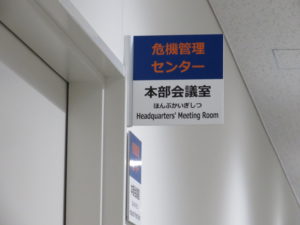 危機管理
センター
本部会議室
ほんぶかいぎしつ
Headquarters' Meeting Room